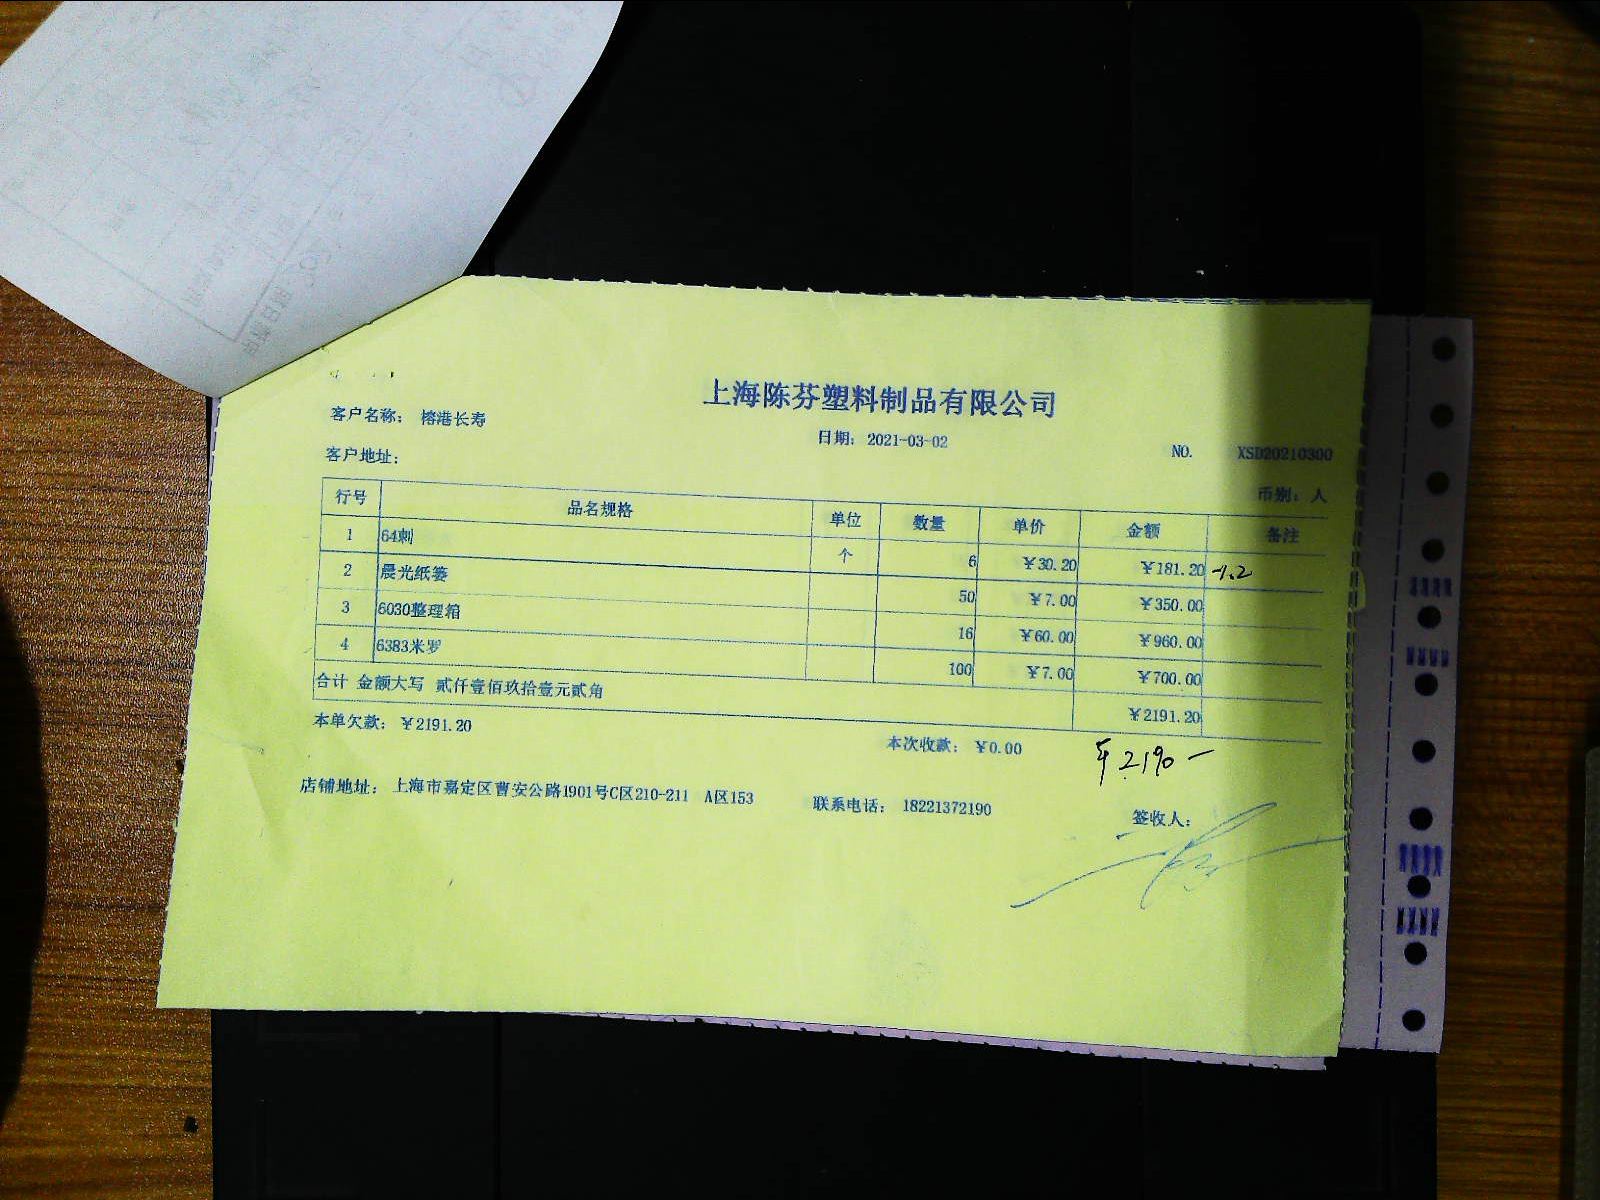 上海陈芬塑料制品有限公司
客户名称： 榕港长寿
日期： 2021-03-02
NO. XSD20210300
客户地址：
币别：人
行号 品名规格 单位 数量 单价 金额 备注
1 64刺 个 6 ￥30.20 ￥181.20 -1.2
2 晨光纸篓 50 ￥7.00 ￥350.00
3 6030整理箱 16 ￥60.00 ￥960.00
4 6383米罗 100 ￥7.00 ￥700.00
合计 金额大写 贰仟壹佰玖拾壹元贰角 ￥2191.20
本单欠款：￥2191.20 本次收款：￥0.00
￥2190-
店铺地址： 上海市嘉定区曹安公路1901号C区210-211 A区153 联系电话： 18221372190 签收人：